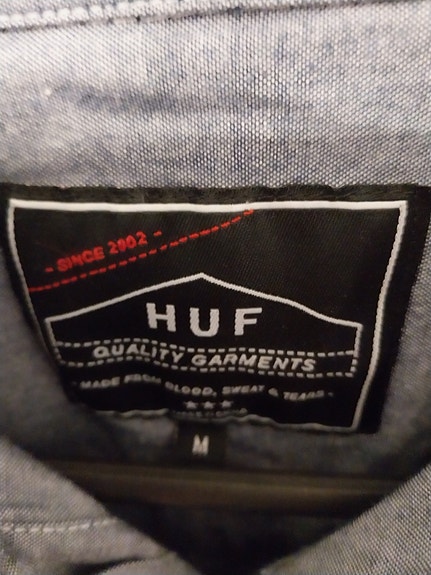 - SINCE 2002 -
HUF
QUALITY GARMENTS
- MADE FROM BLOOD, SWEAT & TEARS -
M